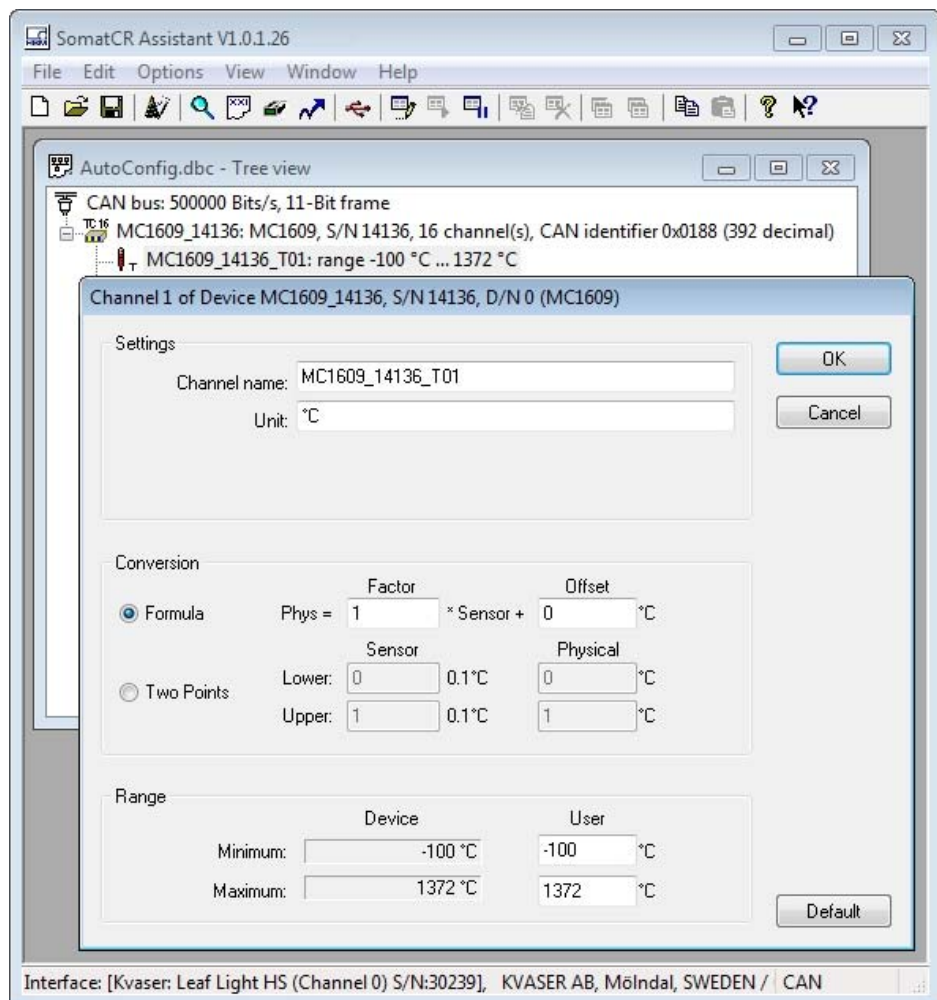 SomatCR Assistant V1.0.1.26
File Edit Options View Window Help
AutoConfig.dbc - Tree view
CAN bus: 500000 Bits/s, 11-Bit frame
MC1609_14136: MC1609, S/N 14136, 16 channel(s), CAN identifier 0x0188 (392 decimal)
MC1609_14136_T01: range -100 °C ... 1372 °C
Channel 1 of Device MC1609_14136, S/N 14136, D/N 0 (MC1609)
Settings
Channel name: MC1609_14136_T01
Unit: °C
OK
Cancel
Conversion
Factor Offset
Formula Phys = 1 * Sensor + 0 °C
Sensor Physical
Two Points
Lower: 0 0.1°C 0 °C
Upper: 1 0.1°C 1 °C
Range
Device User
Minimum: -100 °C -100 °C
Maximum: 1372 °C 1372 °C
Default
Interface: [Kvaser: Leaf Light HS (Channel 0) S/N:30239], KVASER AB, Mölndal, SWEDEN / CAN